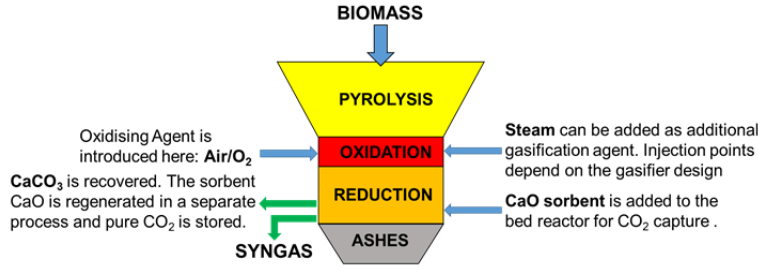 BIOMASS
PYROLYSIS
Oxidising Agent is
introduced here: Air/O₂
OXIDATION
Steam can be added as additional
gasification agent. Injection points
depend on the gasifier design
CaCO₃ is recovered. The sorbent
CaO is regenerated in a separate
process and pure CO₂ is stored.
REDUCTION
CaO sorbent is added to the
bed reactor for CO₂ capture .
SYNGAS
ASHES